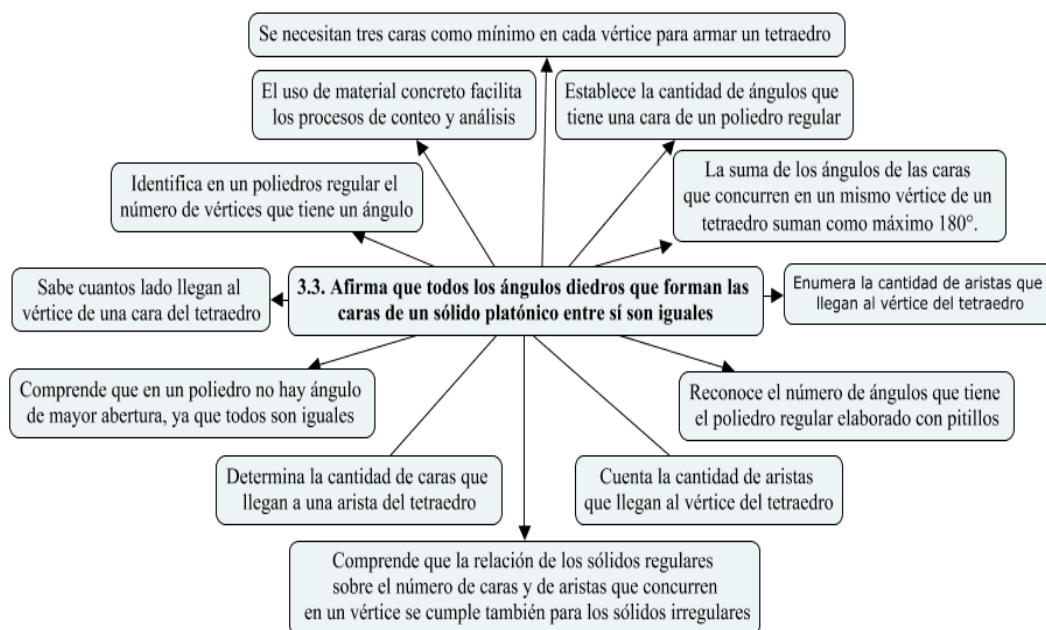 Se necesitan tres caras como mínimo en cada vértice para armar un tetraedro
El uso de material concreto facilita
los procesos de conteo y análisis
Establece la cantidad de ángulos que
tiene una cara de un poliedro regular
Identifica en un poliedros regular el
número de vértices que tiene un ángulo
La suma de los ángulos de las caras
que concurren en un mismo vértice de un
tetraedro suman como máximo 180°.
Sabe cuantos lado llegan al
vértice de una cara del tetraedro
3.3. Afirma que todos los ángulos diedros que forman las
caras de un sólido platónico entre sí son iguales
Enumera la cantidad de aristas que
llegan al vértice del tetraedro
Comprende que en un poliedro no hay ángulo
de mayor abertura, ya que todos son iguales
Reconoce el número de ángulos que tiene
el poliedro regular elaborado con pitillos
Determina la cantidad de caras que
llegan a una arista del tetraedro
Cuenta la cantidad de aristas
que llegan al vértice del tetraedro
Comprende que la relación de los sólidos regulares
sobre el número de caras y de aristas que concurren
en un vértice se cumple también para los sólidos irregulares